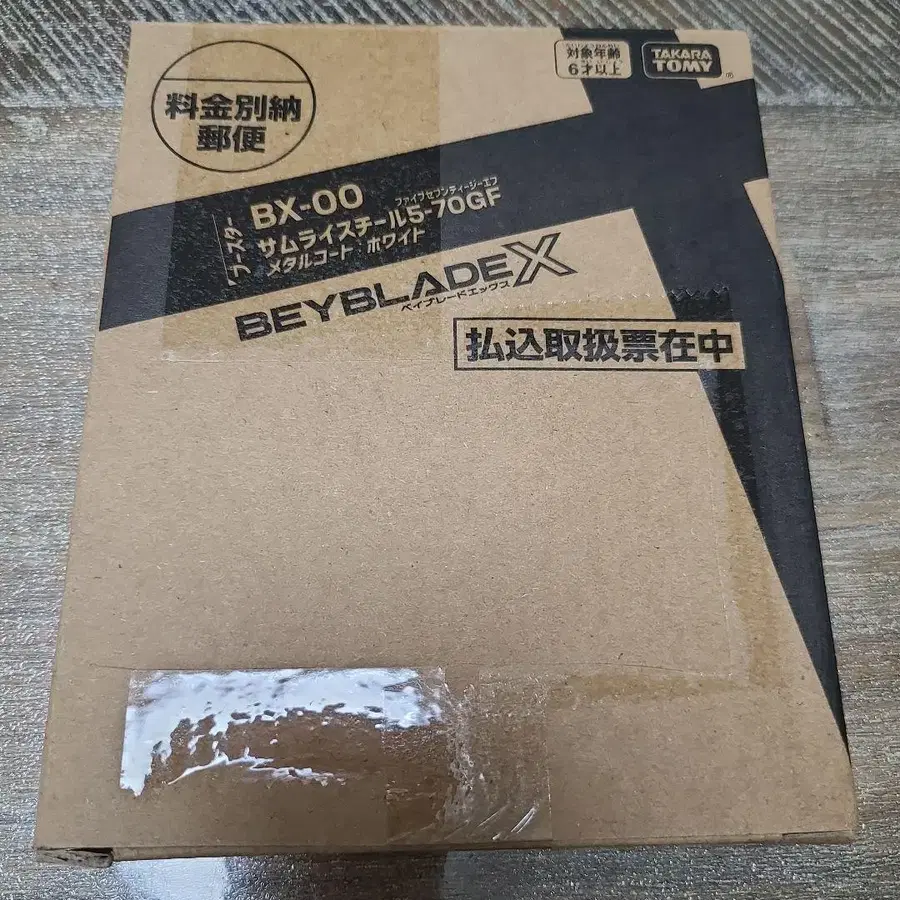 料金別納
郵便
対象年齢
6才以上
TAKARA
TOMY
®
ブースター
BX-00
ファイブセブンティージーエフ
サムライスチール5-70GF
メタルコート ホワイト
BEYBLADE X
ベイブレードエックス
払込取扱票在中